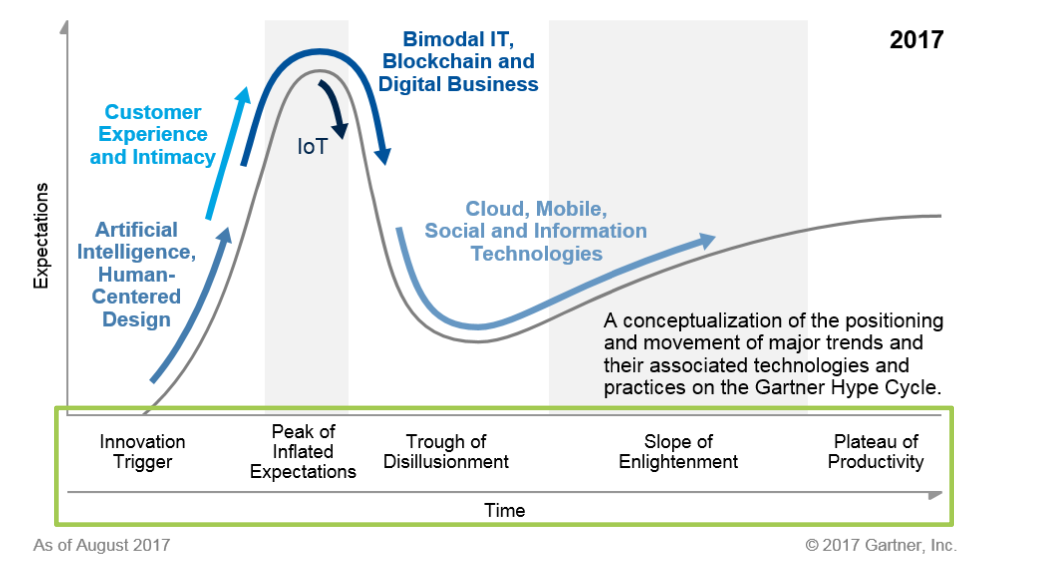 2017
Bimodal IT,
Blockchain and
Digital Business
Customer
Experience
and Intimacy
IoT
Artificial
Intelligence,
Human-
Centered
Design
Cloud, Mobile,
Social and Information
Technologies
Expectations
A conceptualization of the positioning
and movement of major trends and
their associated technologies and
practices on the Gartner Hype Cycle.
Innovation
Trigger
Peak of
Inflated
Expectations
Trough of
Disillusionment
Slope of
Enlightenment
Plateau of
Productivity
Time
As of August 2017
© 2017 Gartner, Inc.